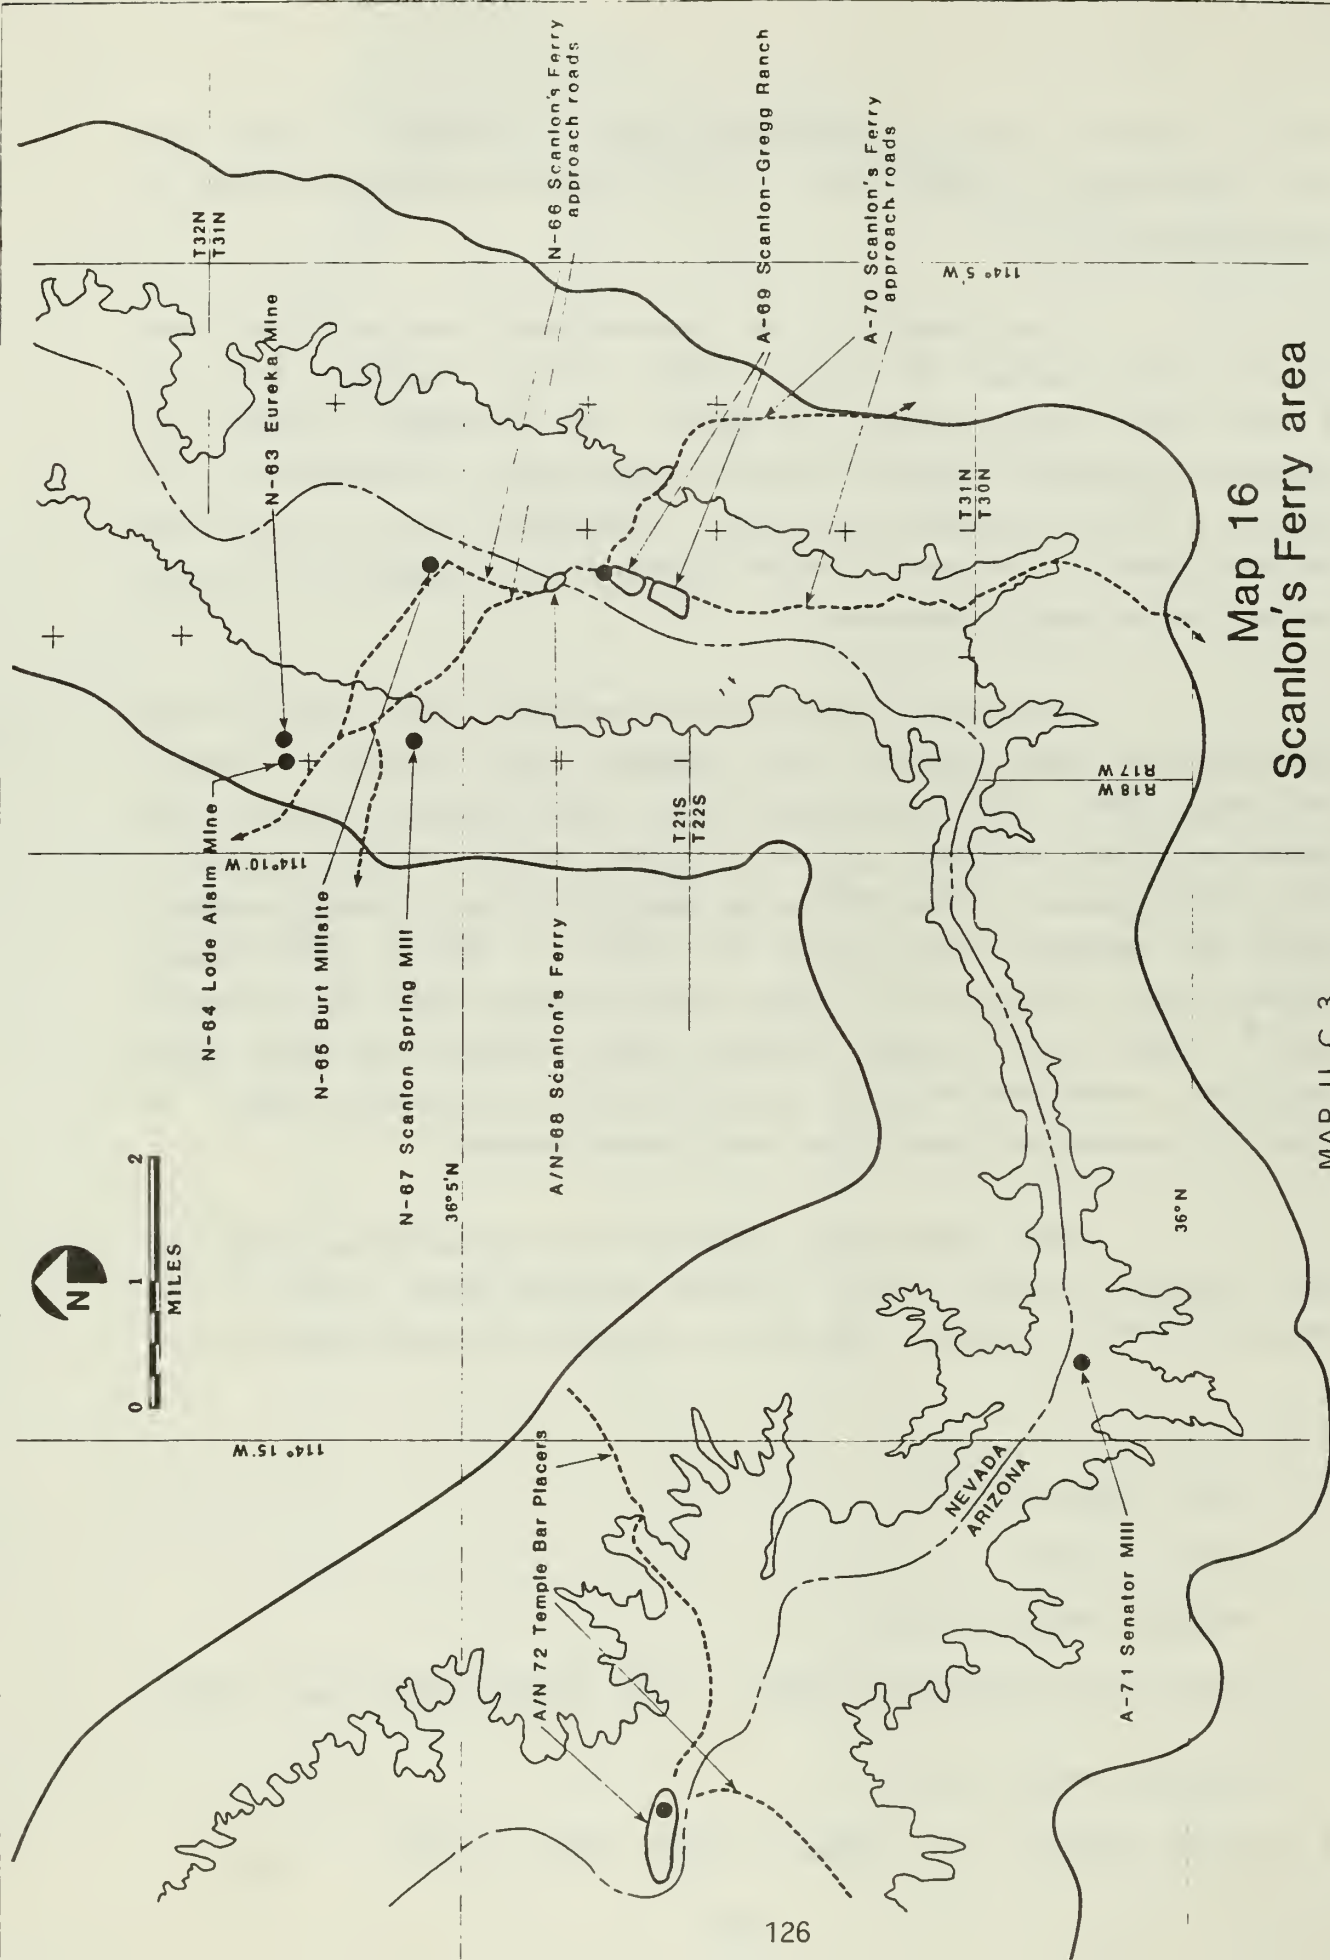 N
0 1 2
MILES
N-64 Lode Alsim Mine
N-63 Eureka Mine
N-65 Burt Millsite
N-67 Scanlon Spring Mill
A/N-68 Scanlon's Ferry
N-66 Scanlon's Ferry
approach roads
A-69 Scanlon-Gregg Ranch
A-70 Scanlon's Ferry
approach roads
A/N 72 Temple Bar Placers
A-71 Senator Mill
NEVADA
ARIZONA
T32N
T31N
T21S
T22S
T31N
T30N
R18W
R17W
114° 15'W
114°10'W
114° 5'W
36° 5'N
36°N
Map 16
Scanlon's Ferry area
MAP II C 3
126